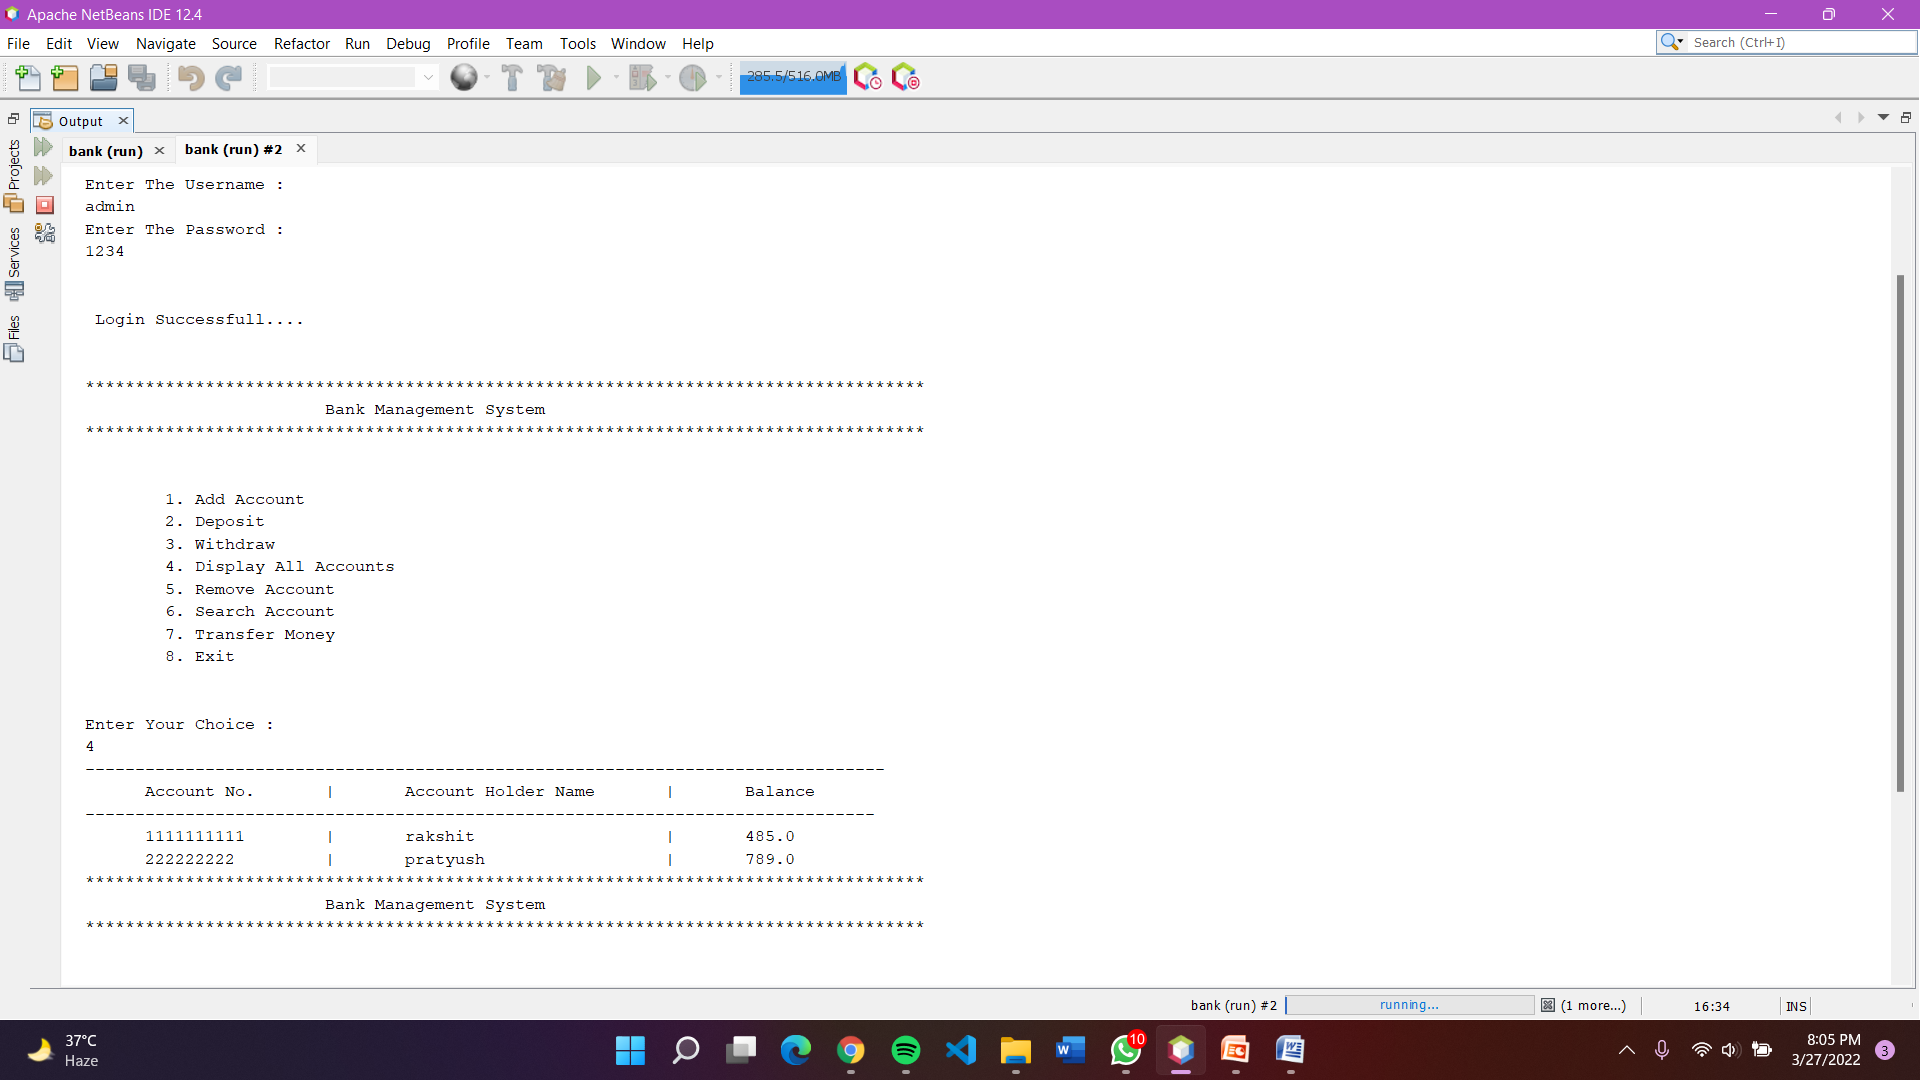 Apache NetBeans IDE 12.4
File Edit View Navigate Source Refactor Run Debug Profile Team Tools Window Help
Search (Ctrl+I)
285.5/516.0MB
Output
bank (run)
bank (run) #2
Projects
Services
Files
Enter The Username :
admin
Enter The Password :
1234
Login Successfull....
************************************************************************************
Bank Management System
************************************************************************************
1. Add Account
2. Deposit
3. Withdraw
4. Display All Accounts
5. Remove Account
6. Search Account
7. Transfer Money
8. Exit
Enter Your Choice :
4
--------------------------------------------------------------------------------
Account No. | Account Holder Name | Balance
-------------------------------------------------------------------------------
1111111111 | rakshit | 485.0
222222222 | pratyush | 789.0
************************************************************************************
Bank Management System
************************************************************************************
bank (run) #2 running... (1 more...) 16:34 INS
37°C
Haze
10
8:05 PM
3/27/2022
3